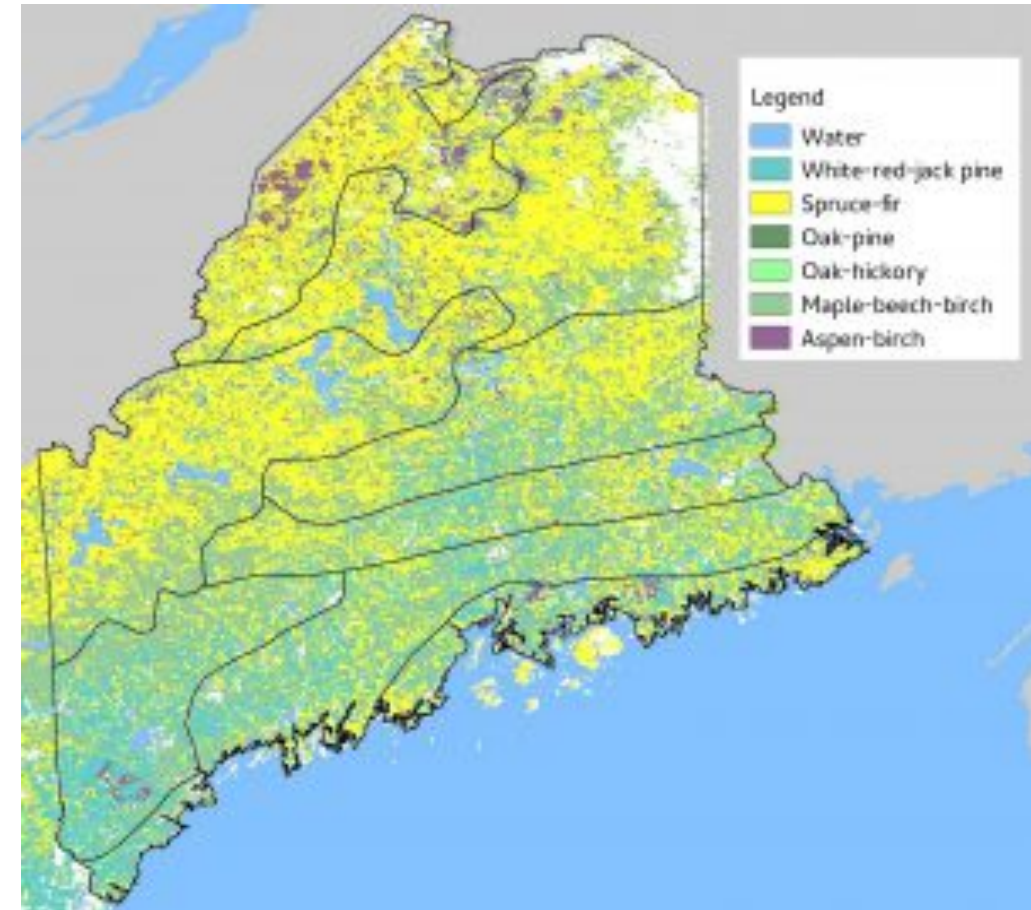 Legend
Water
White-red-jack pine
Spruce-fir
Oak-pine
Oak-hickory
Maple-beech-birch
Aspen-birch